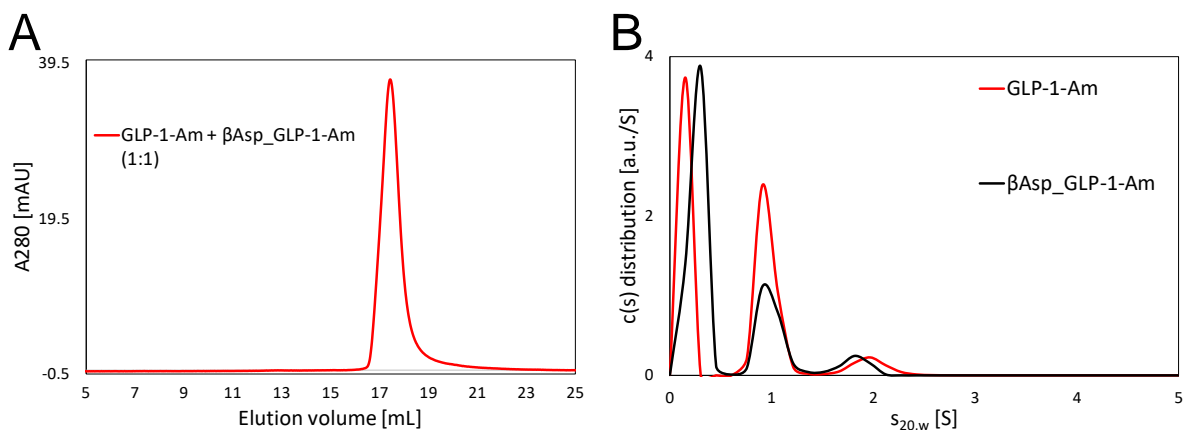 A
39.5
19.5
-0.5
A280 [mAU]
GLP-1-Am + βAsp_GLP-1-Am
(1:1)
5 7 9 11 13 15 17 19 21 23 25
Elution volume [mL]
B
4
2
0
c(s) distribution [a.u./S]
GLP-1-Am
βAsp_GLP-1-Am
0 1 2 3 4 5
s20,w [S]